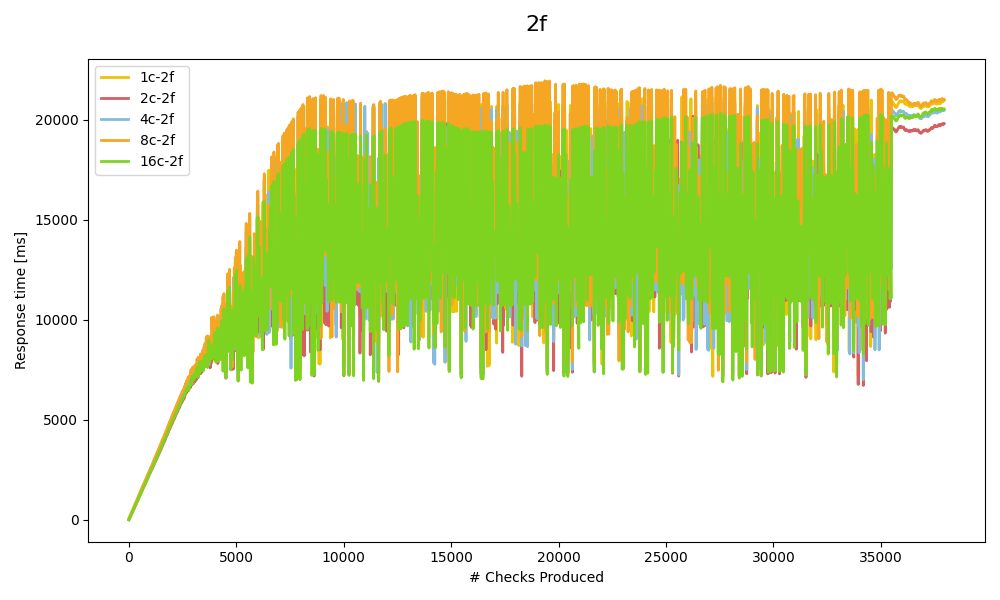 2f
1c-2f
2c-2f
4c-2f
8c-2f
16c-2f
20000
15000
10000
5000
0
Response time [ms]
0 5000 10000 15000 20000 25000 30000 35000
# Checks Produced